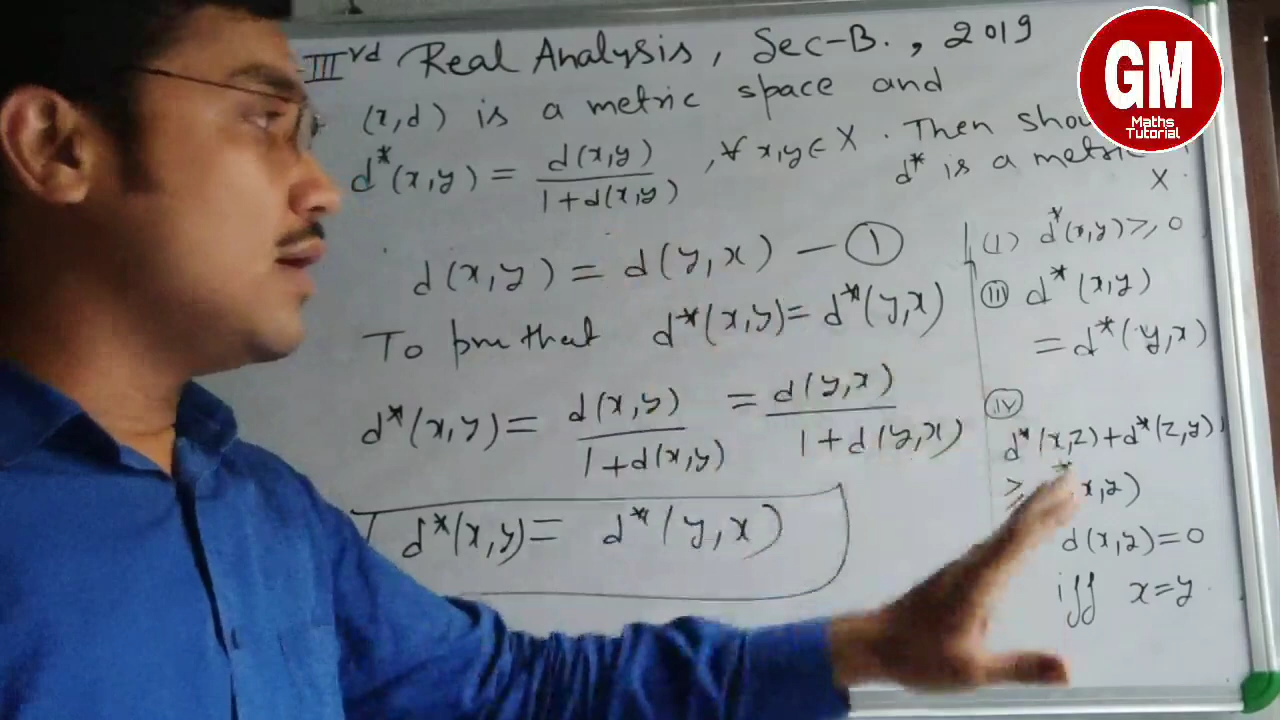 IIIrd Real Analysis, Sec-B., 2019
(x,d) is a metric space and
d*(x,y) = d(x,y) / 1+d(x,y) , ∀ x,y ∈ X. Then
d* is a metric
X.
d(x,y) = d(y,x) — ①
To prove that d*(x,y) = d*(y,x)
d*(x,y) = d(x,y) / 1+d(x,y) = d(y,x) / 1+d(y,x)
d*(x,y) = d*(y,x)
(I) d*(x,y) ≥ 0
(III) d*(x,y)
= d*(y,x)
(IV)
d*(x,z)+d*(z,y)
≥ x,y)
d(x,y)=0
iff x=y.
GM
Maths
Tutorial